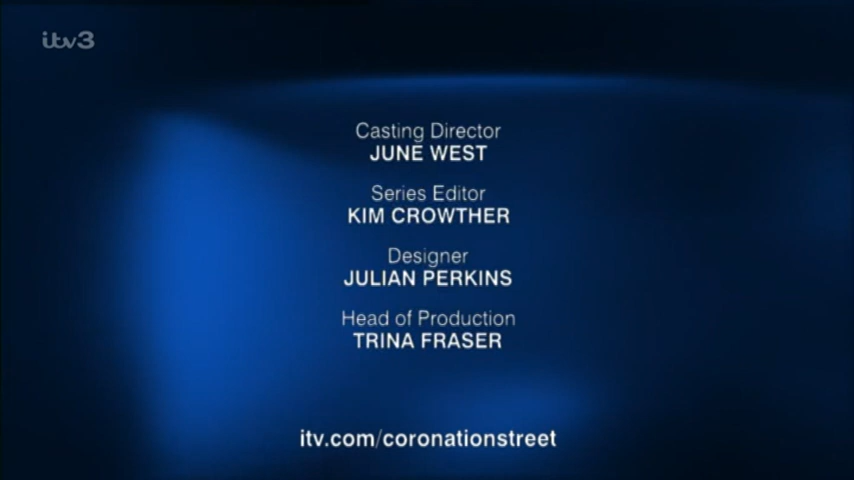 itv3
Casting Director
JUNE WEST
Series Editor
KIM CROWTHER
Designer
JULIAN PERKINS
Head of Production
TRINA FRASER
itv.com/coronationstreet